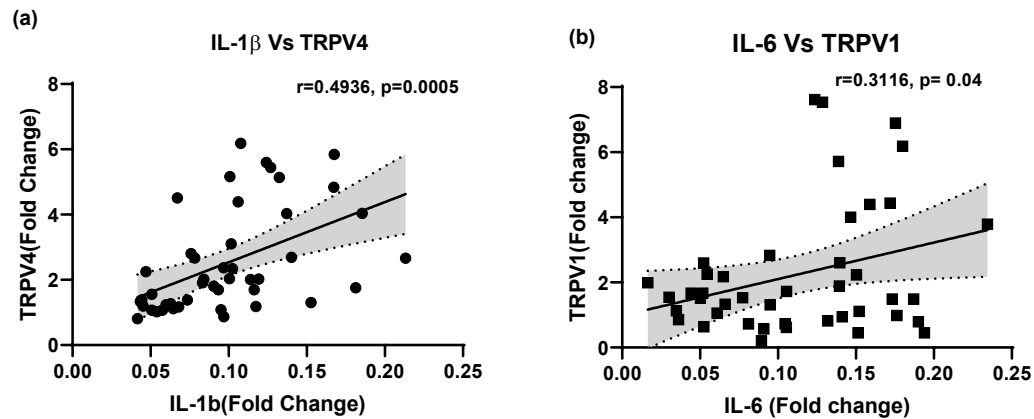 (a)
IL-1β Vs TRPV4
r=0.4936, p=0.0005
TRPV4(Fold Change)
8
6
4
2
0
0.00 0.05 0.10 0.15 0.20 0.25
IL-1b(Fold Change)
(b)
IL-6 Vs TRPV1
r=0.3116, p= 0.04
TRPV1(Fold change)
8
6
4
2
0
0.00 0.05 0.10 0.15 0.20 0.25
IL-6 (Fold change)